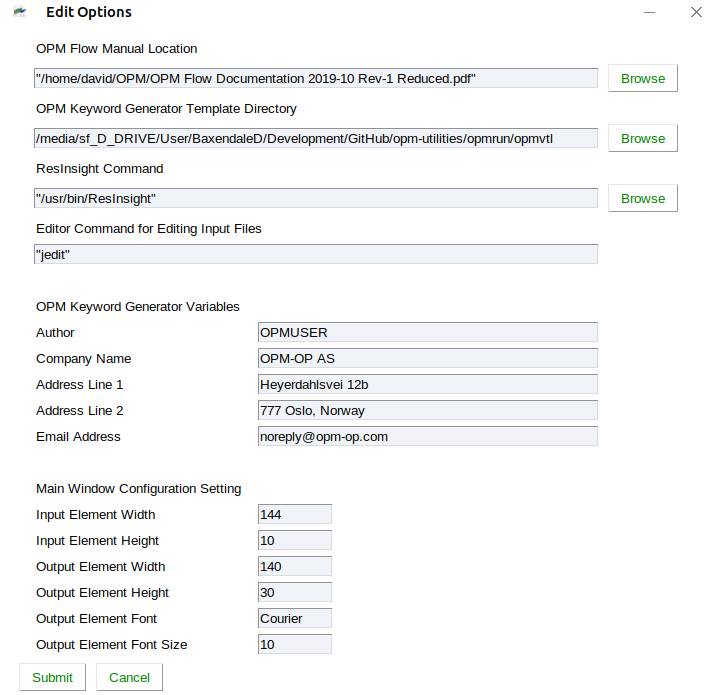 Edit Options
OPM Flow Manual Location
"/home/david/OPM/OPM Flow Documentation 2019-10 Rev-1 Reduced.pdf" Browse
OPM Keyword Generator Template Directory
/media/sf_D_DRIVE/User/BaxendaleD/Development/GitHub/opm-utilities/opmrun/opmvtl Browse
ResInsight Command
"/usr/bin/ResInsight" Browse
Editor Command for Editing Input Files
"jedit"
OPM Keyword Generator Variables
Author OPMUSER
Company Name OPM-OP AS
Address Line 1 Heyerdahlsvei 12b
Address Line 2 777 Oslo, Norway
Email Address noreply@opm-op.com
Main Window Configuration Setting
Input Element Width 144
Input Element Height 10
Output Element Width 140
Output Element Height 30
Output Element Font Courier
Output Element Font Size 10
Submit Cancel